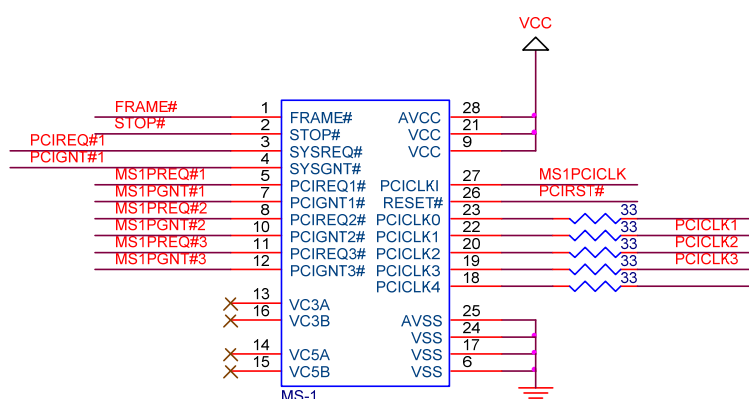 VCC
FRAME# 1 FRAME# AVCC 28
STOP# 2 STOP# VCC 21
PCIREQ#1 3 SYSREQ# VCC 9
PCIGNT#1 4 SYSGNT#
MS1PREQ#1 5 PCIREQ1# PCICLKI 27 MS1PCICLK
MS1PGNT#1 7 PCIGNT1# RESET# 26 PCIRST#
MS1PREQ#2 8 PCIREQ2# PCICLK0 23 33
MS1PGNT#2 10 PCIGNT2# PCICLK1 22 33 PCICLK1
MS1PREQ#3 11 PCIREQ3# PCICLK2 20 33 PCICLK2
MS1PGNT#3 12 PCIGNT3# PCICLK3 19 33 PCICLK3
PCICLK4 18 33
13 VC3A AVSS 25
16 VC3B VSS 24
14 VC5A VSS 17
15 VC5B VSS 6
MS-1